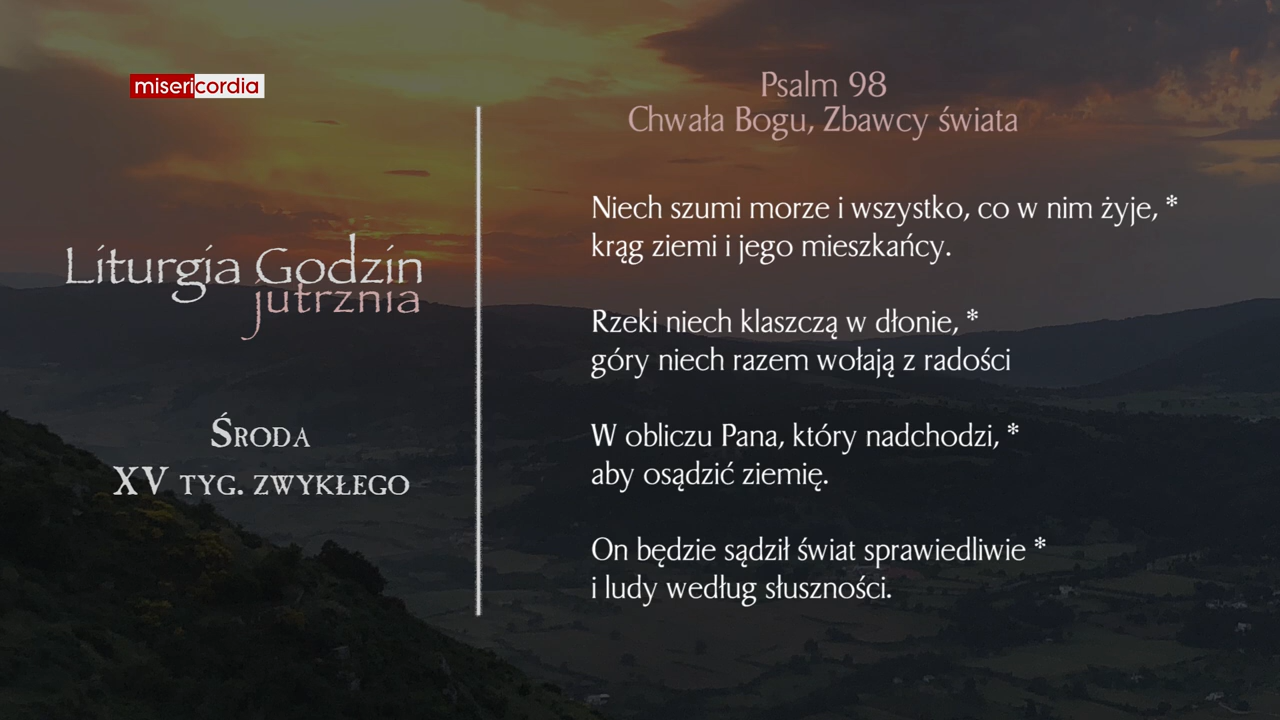 misericordia
Liturgia Godzin
jutrznia
Środa
XV tyg. zwykłego
Psalm 98
Chwała Bogu, Zbawcy świata
Niech szumi morze i wszystko, co w nim żyje, *
krąg ziemi i jego mieszkańcy.
Rzeki niech klaszczą w dłonie, *
góry niech razem wołają z radości
W obliczu Pana, który nadchodzi, *
aby osądzić ziemię.
On będzie sądził świat sprawiedliwie *
i ludy według słuszności.